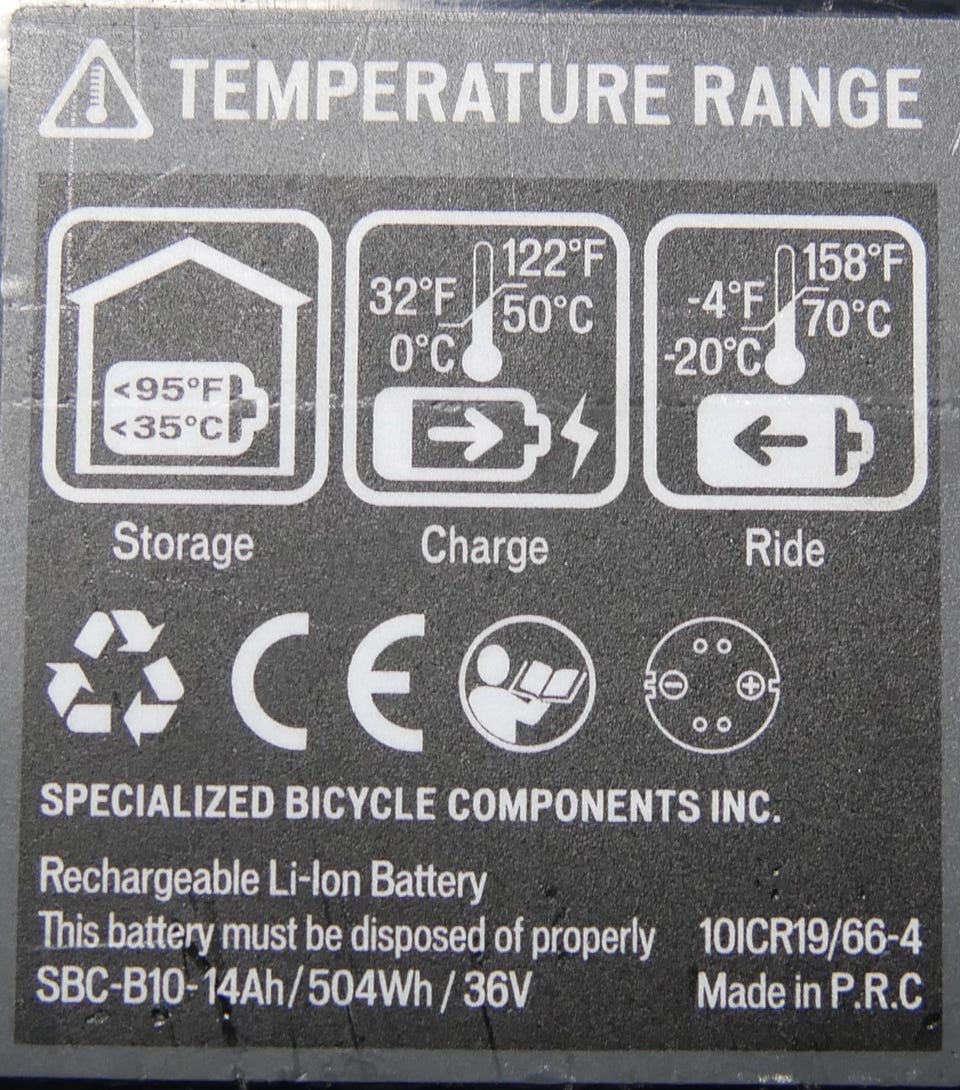 TEMPERATURE RANGE
<95°F
<35°C
32°F
0°C
122°F
50°C
-4°F
-20°C
158°F
70°C
Storage
Charge
Ride
CE
SPECIALIZED BICYCLE COMPONENTS INC.
Rechargeable Li-Ion Battery
This battery must be disposed of properly 10ICR19/66-4
SBC-B10-14Ah/504Wh / 36V Made in P.R.C